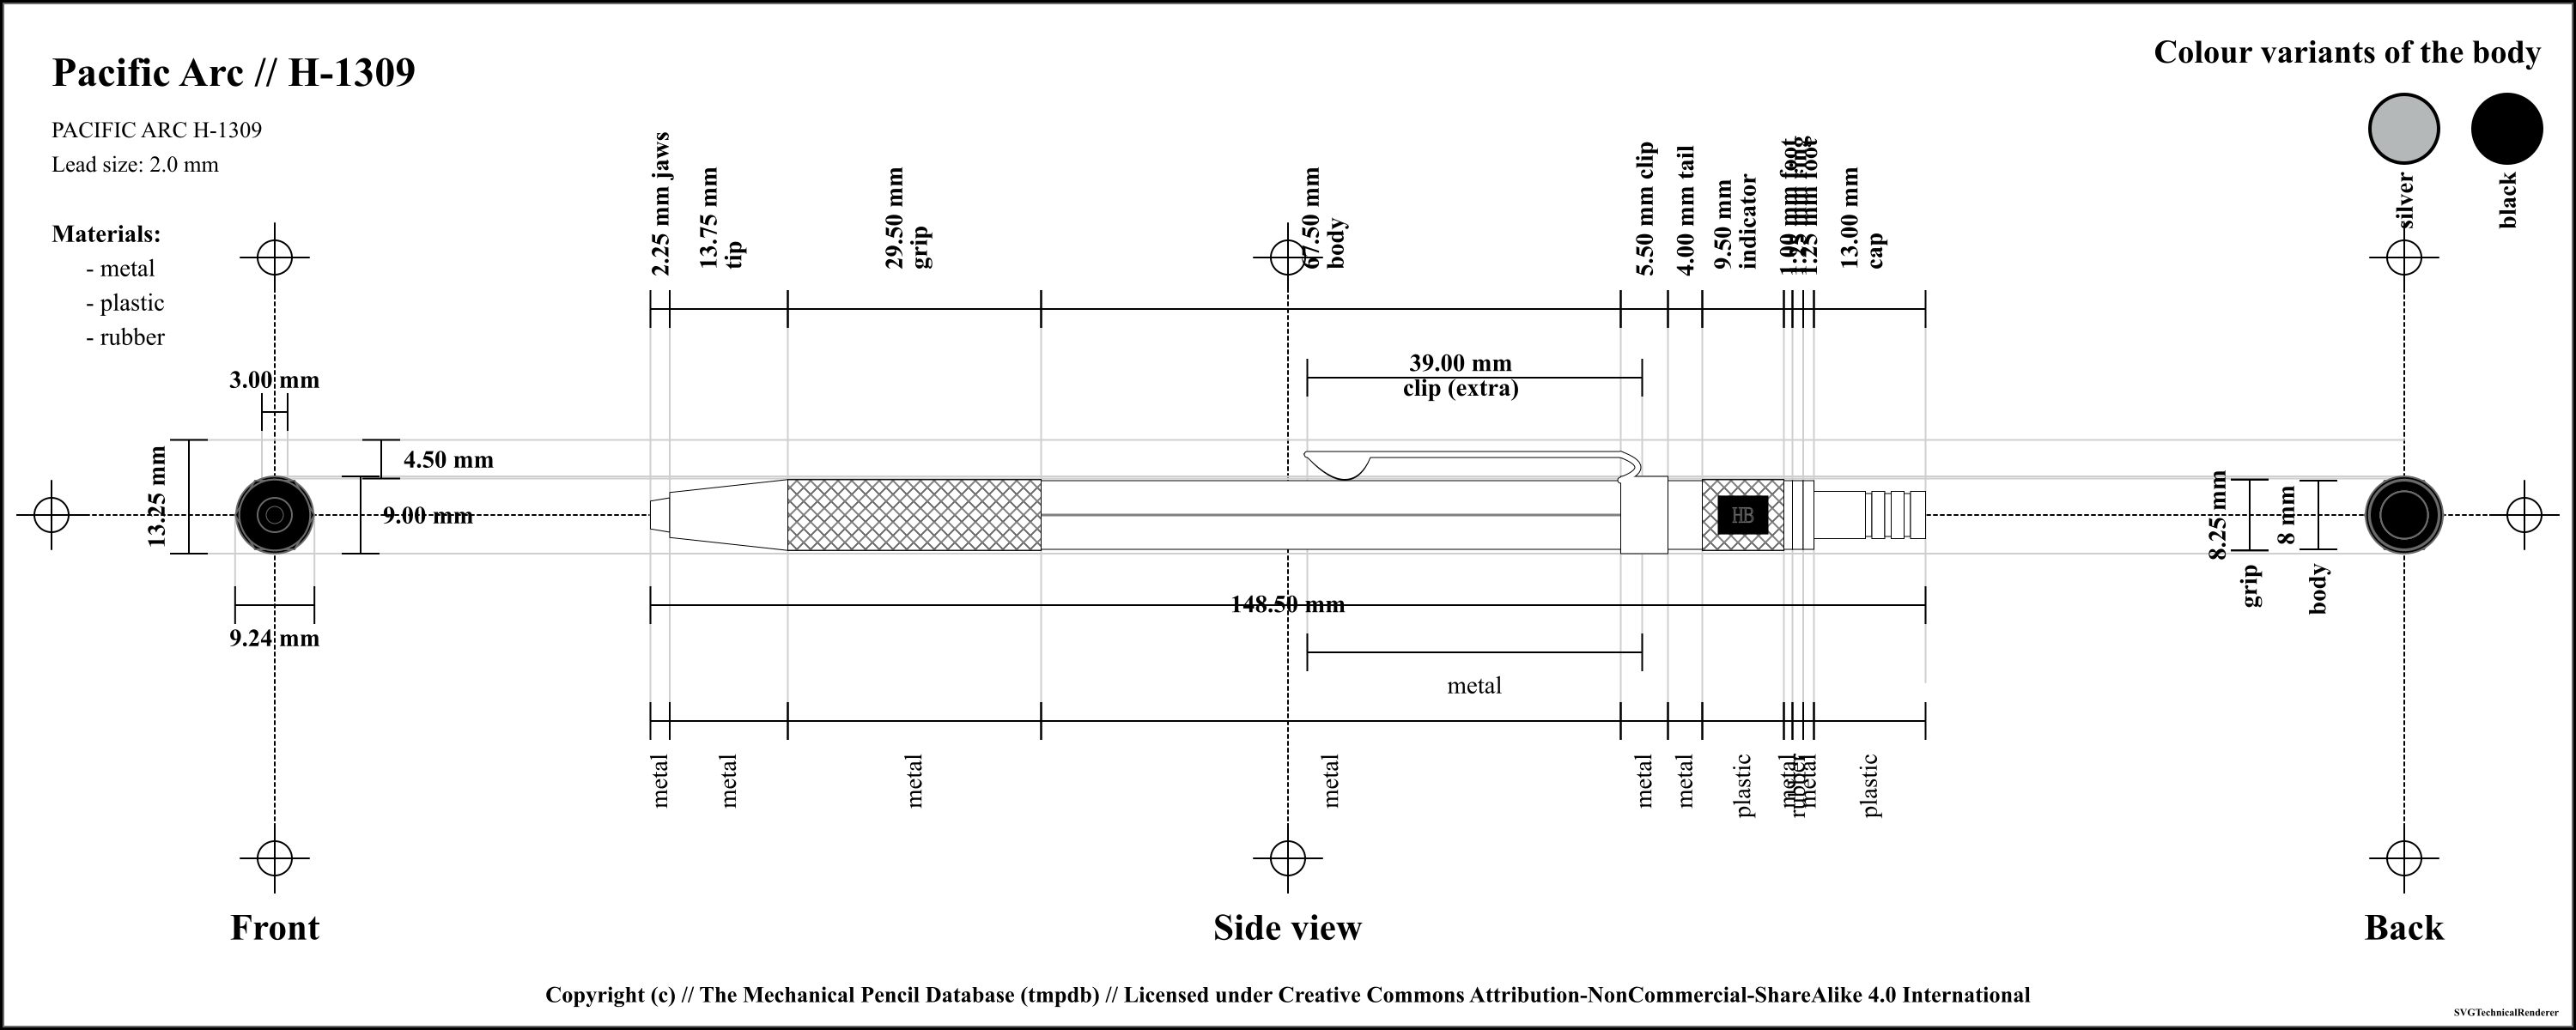 Pacific Arc // H-1309
Colour variants of the body
PACIFIC ARC H-1309
Lead size: 2.0 mm
silver
black
Materials:
- metal
- plastic
- rubber
2.25 mm jaws
13.75 mm
tip
29.50 mm
grip
67.50 mm
body
5.50 mm clip
4.00 mm tail
9.50 mm
indicator
1.00 mm foot
1.25 mm ring
1.25 mm foot
13.00 mm
cap
39.00 mm
clip (extra)
3.00 mm
13.25 mm
4.50 mm
9.00 mm
9.24 mm
HB
8.25 mm
grip
8 mm
body
148.50 mm
metal
metal
metal
metal
metal
metal
metal
plastic
metal
rubber
metal
plastic
Front
Side view
Back
Copyright (c) // The Mechanical Pencil Database (tmpdb) // Licensed under Creative Commons Attribution-NonCommercial-ShareAlike 4.0 International
SVGTechnicalRenderer